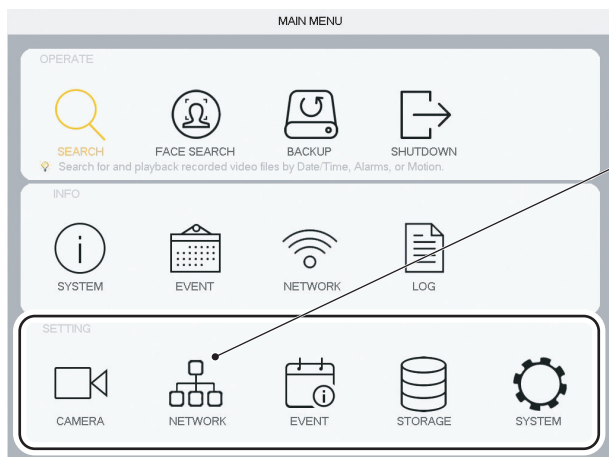 MAIN MENU
OPERATE
SEARCH FACE SEARCH BACKUP SHUTDOWN
Search for and playback recorded video files by Date/Time, Alarms, or Motion.
INFO
SYSTEM EVENT NETWORK LOG
SETTING
CAMERA NETWORK EVENT STORAGE SYSTEM